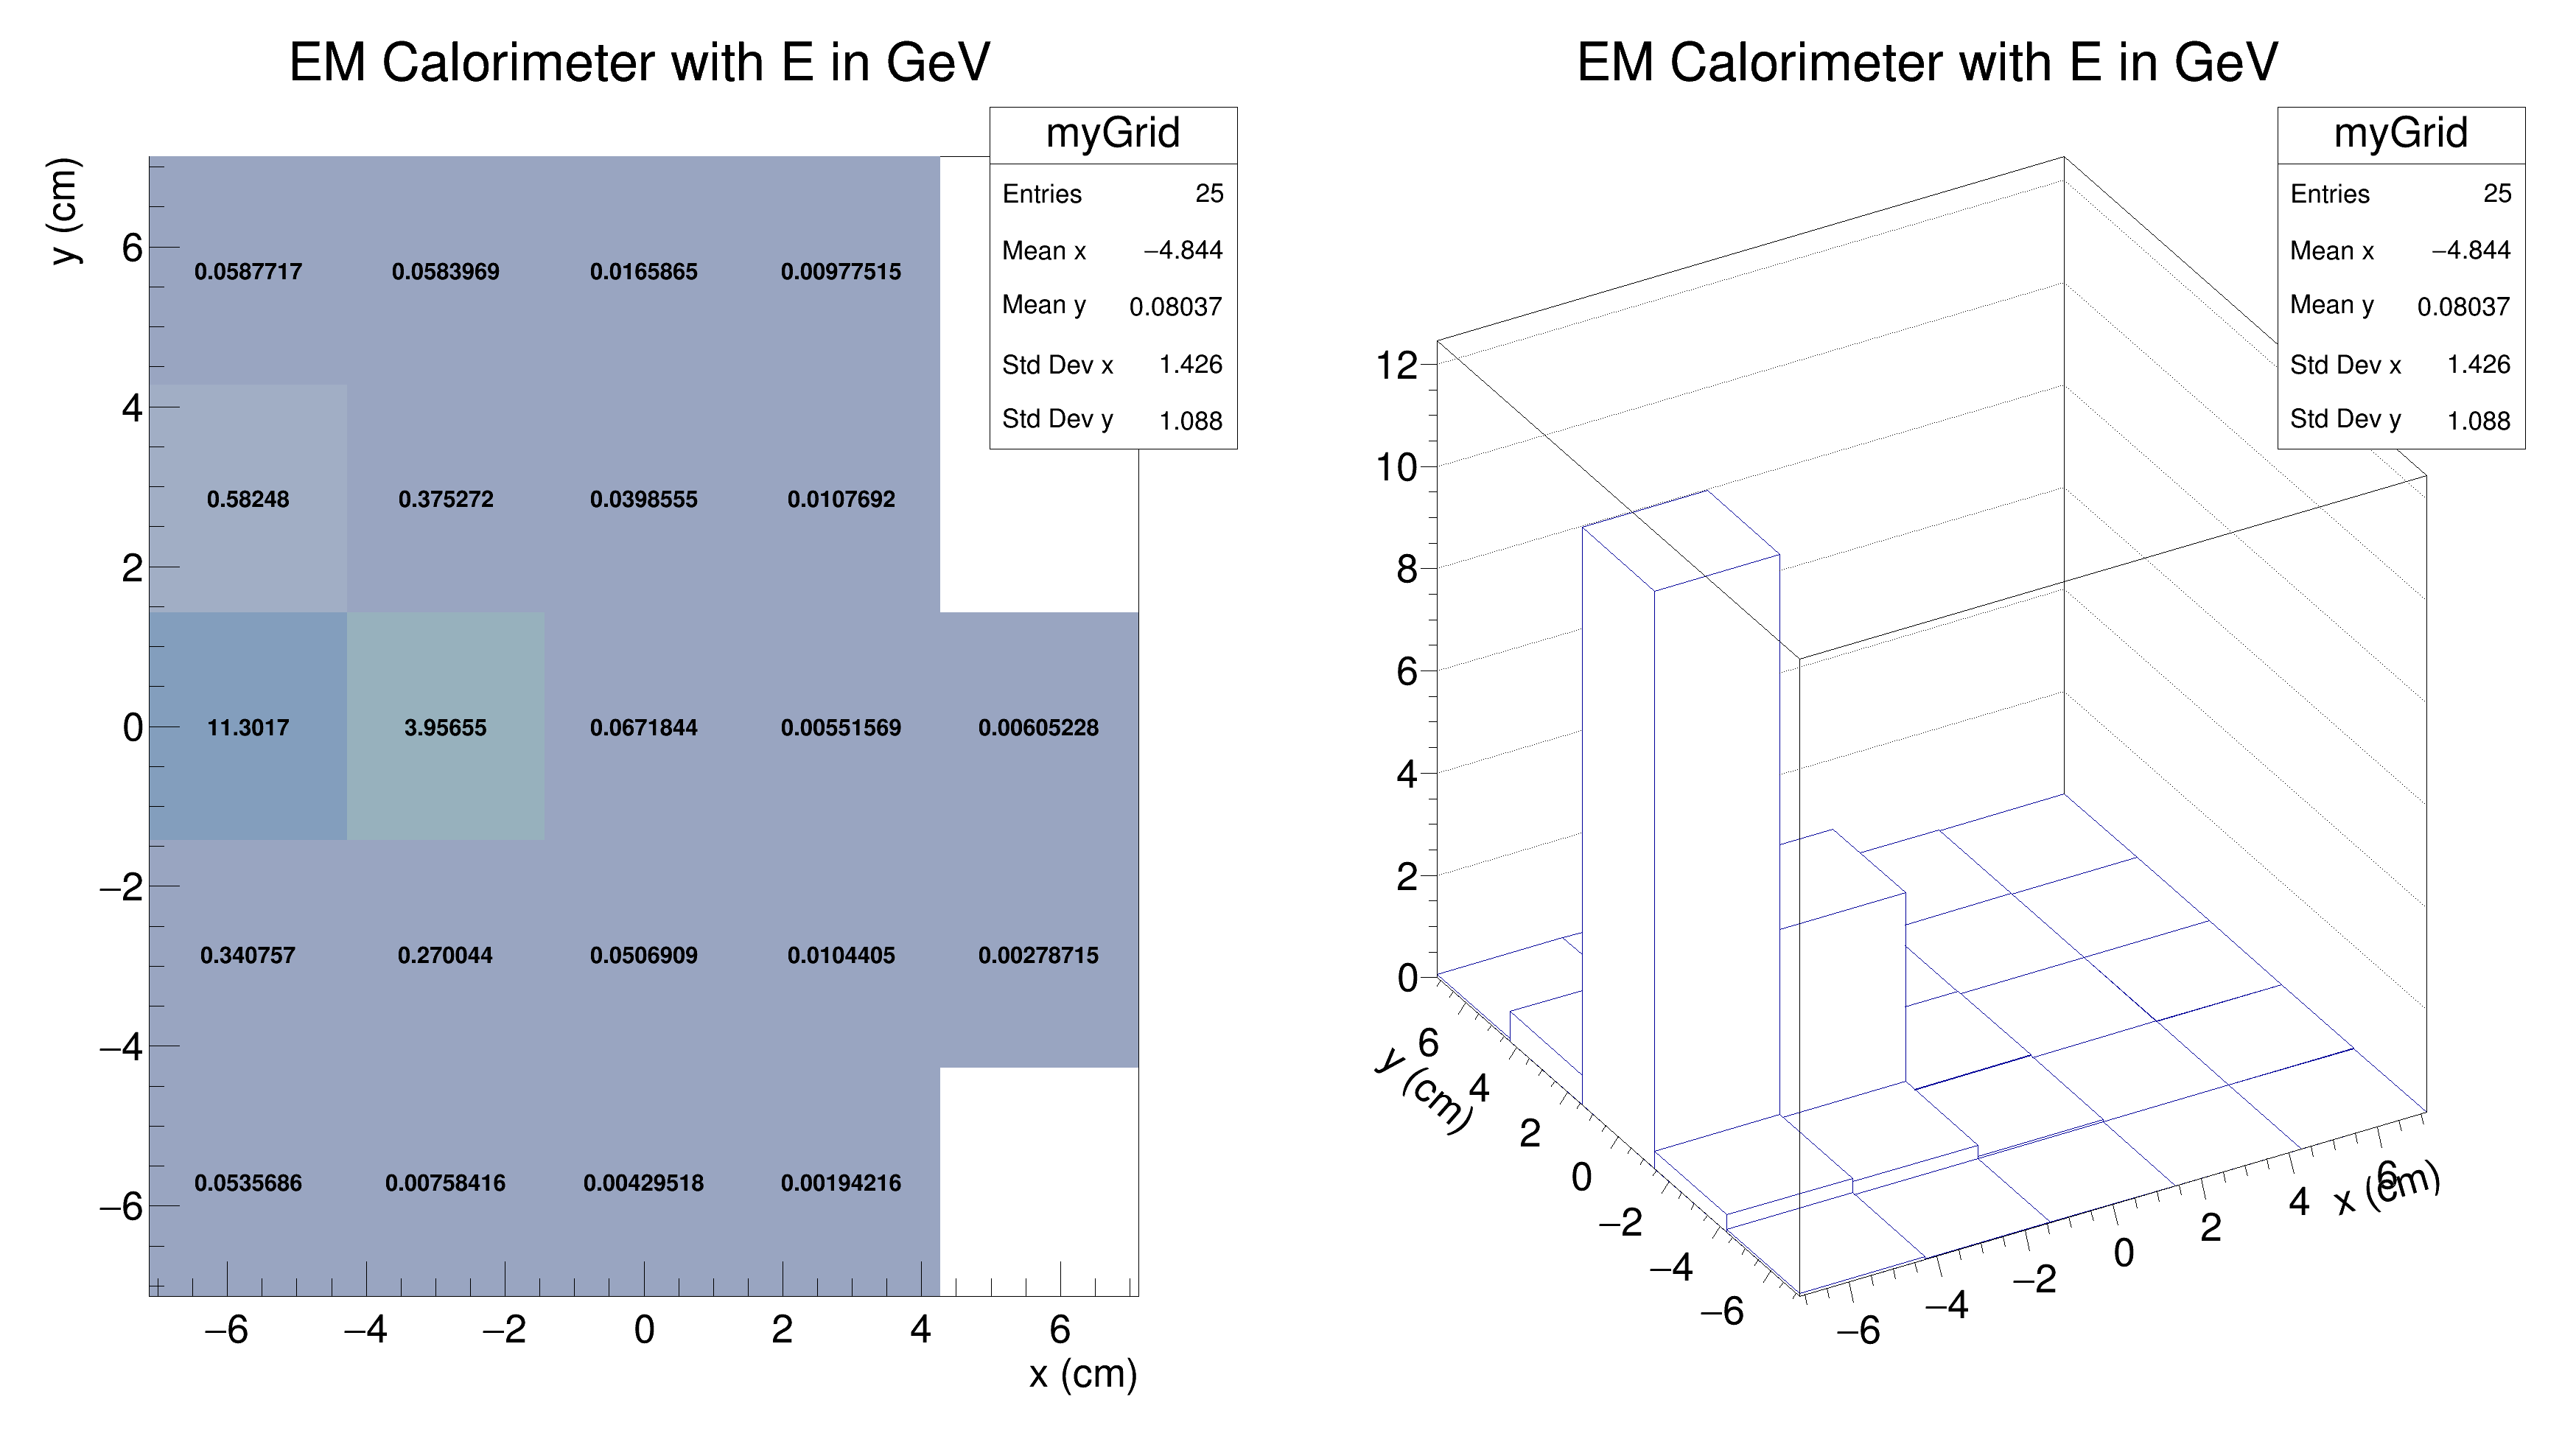 EM Calorimeter with E in GeV
myGrid
Entries 25
Mean x −4.844
Mean y 0.08037
Std Dev x 1.426
Std Dev y 1.088
y (cm)
6
4
2
0
−2
−4
−6
0.0587717 0.0583969 0.0165865 0.00977515
0.58248 0.375272 0.0398555 0.0107692
11.3017 3.95655 0.0671844 0.00551569 0.00605228
0.340757 0.270044 0.0506909 0.0104405 0.00278715
0.0535686 0.00758416 0.00429518 0.00194216
−6 −4 −2 0 2 4 6
x (cm)
EM Calorimeter with E in GeV
myGrid
Entries 25
Mean x −4.844
Mean y 0.08037
Std Dev x 1.426
Std Dev y 1.088
12
10
8
6
4
2
0
6
4
2
0
−2
−4
−6
y (cm)
−6 −4 −2 0 2 4 6
x (cm)